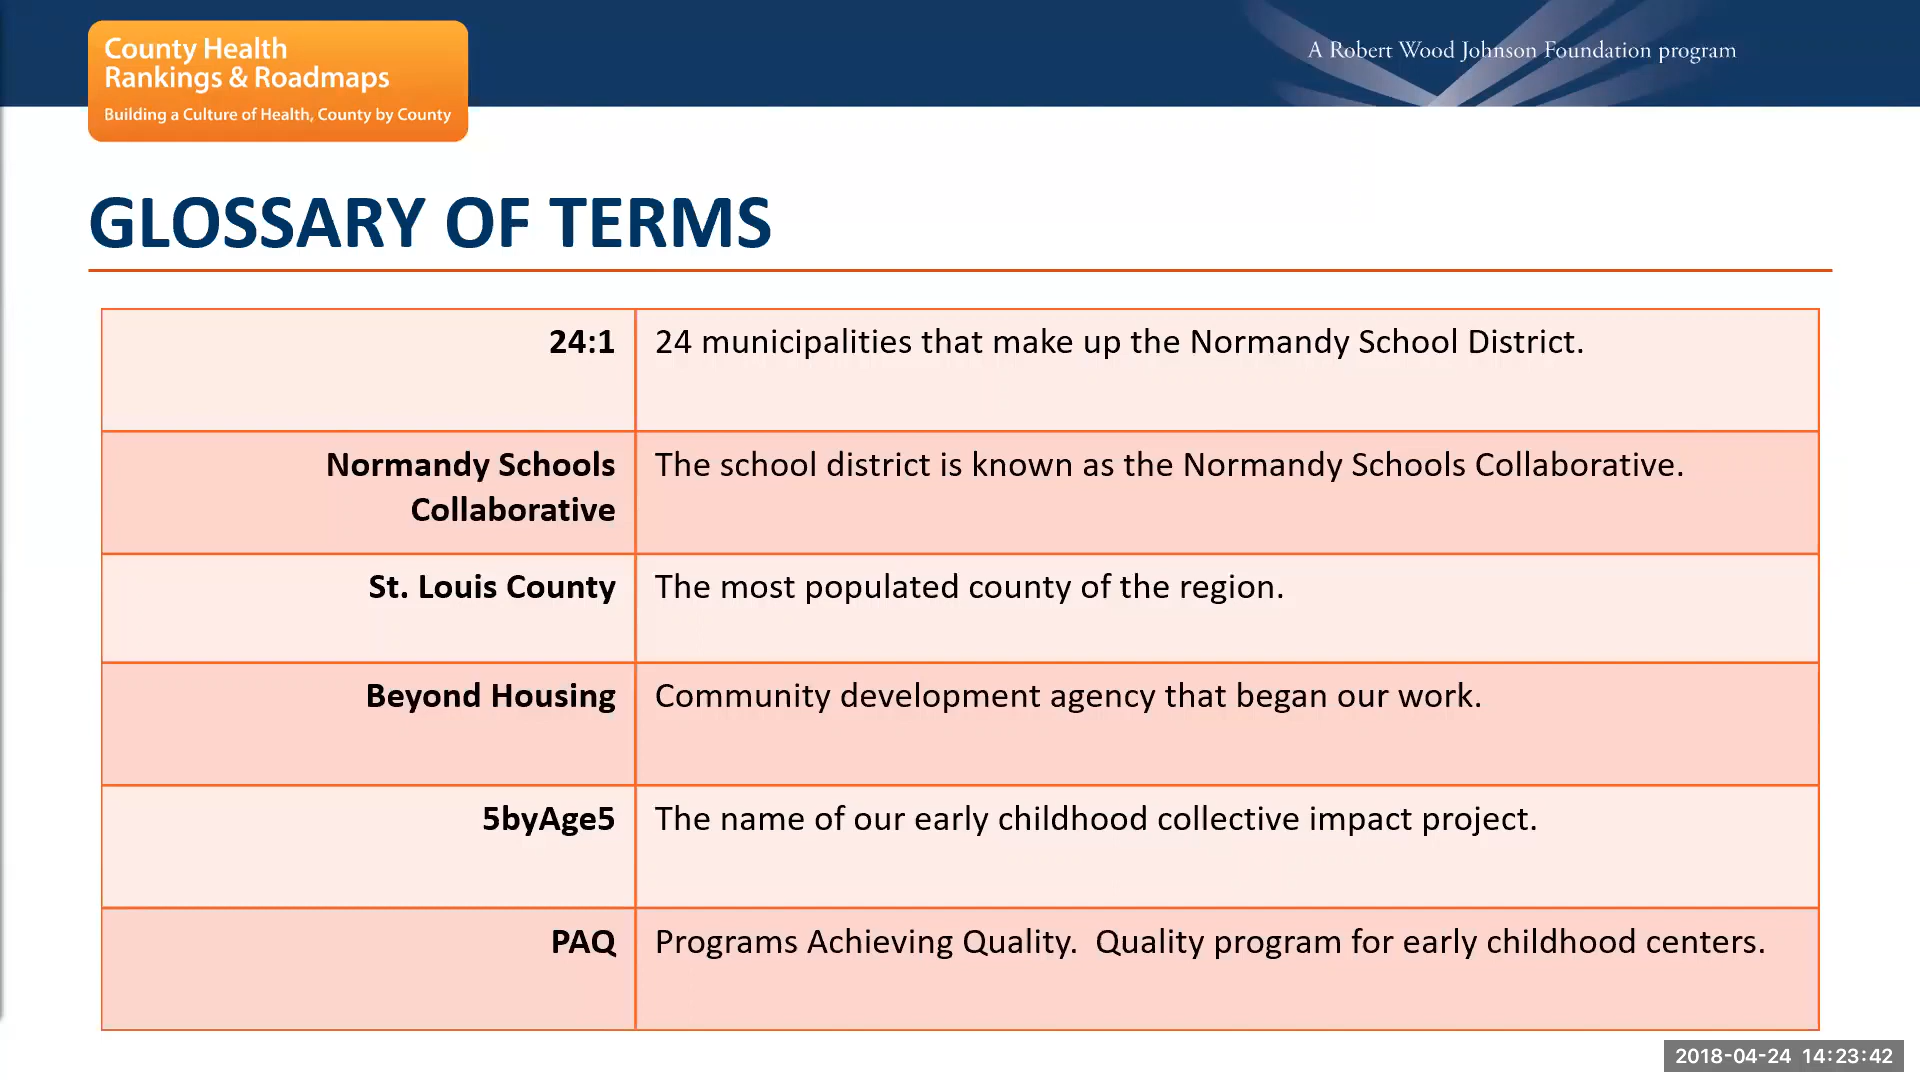 County Health
Rankings & Roadmaps
Building a Culture of Health, County by County
A Robert Wood Johnson Foundation program
GLOSSARY OF TERMS
24:1
24 municipalities that make up the Normandy School District.
Normandy Schools
Collaborative
The school district is known as the Normandy Schools Collaborative.
St. Louis County
The most populated county of the region.
Beyond Housing
Community development agency that began our work.
5byAge5
The name of our early childhood collective impact project.
PAQ
Programs Achieving Quality.  Quality program for early childhood centers.
2018-04-24 14:23:42